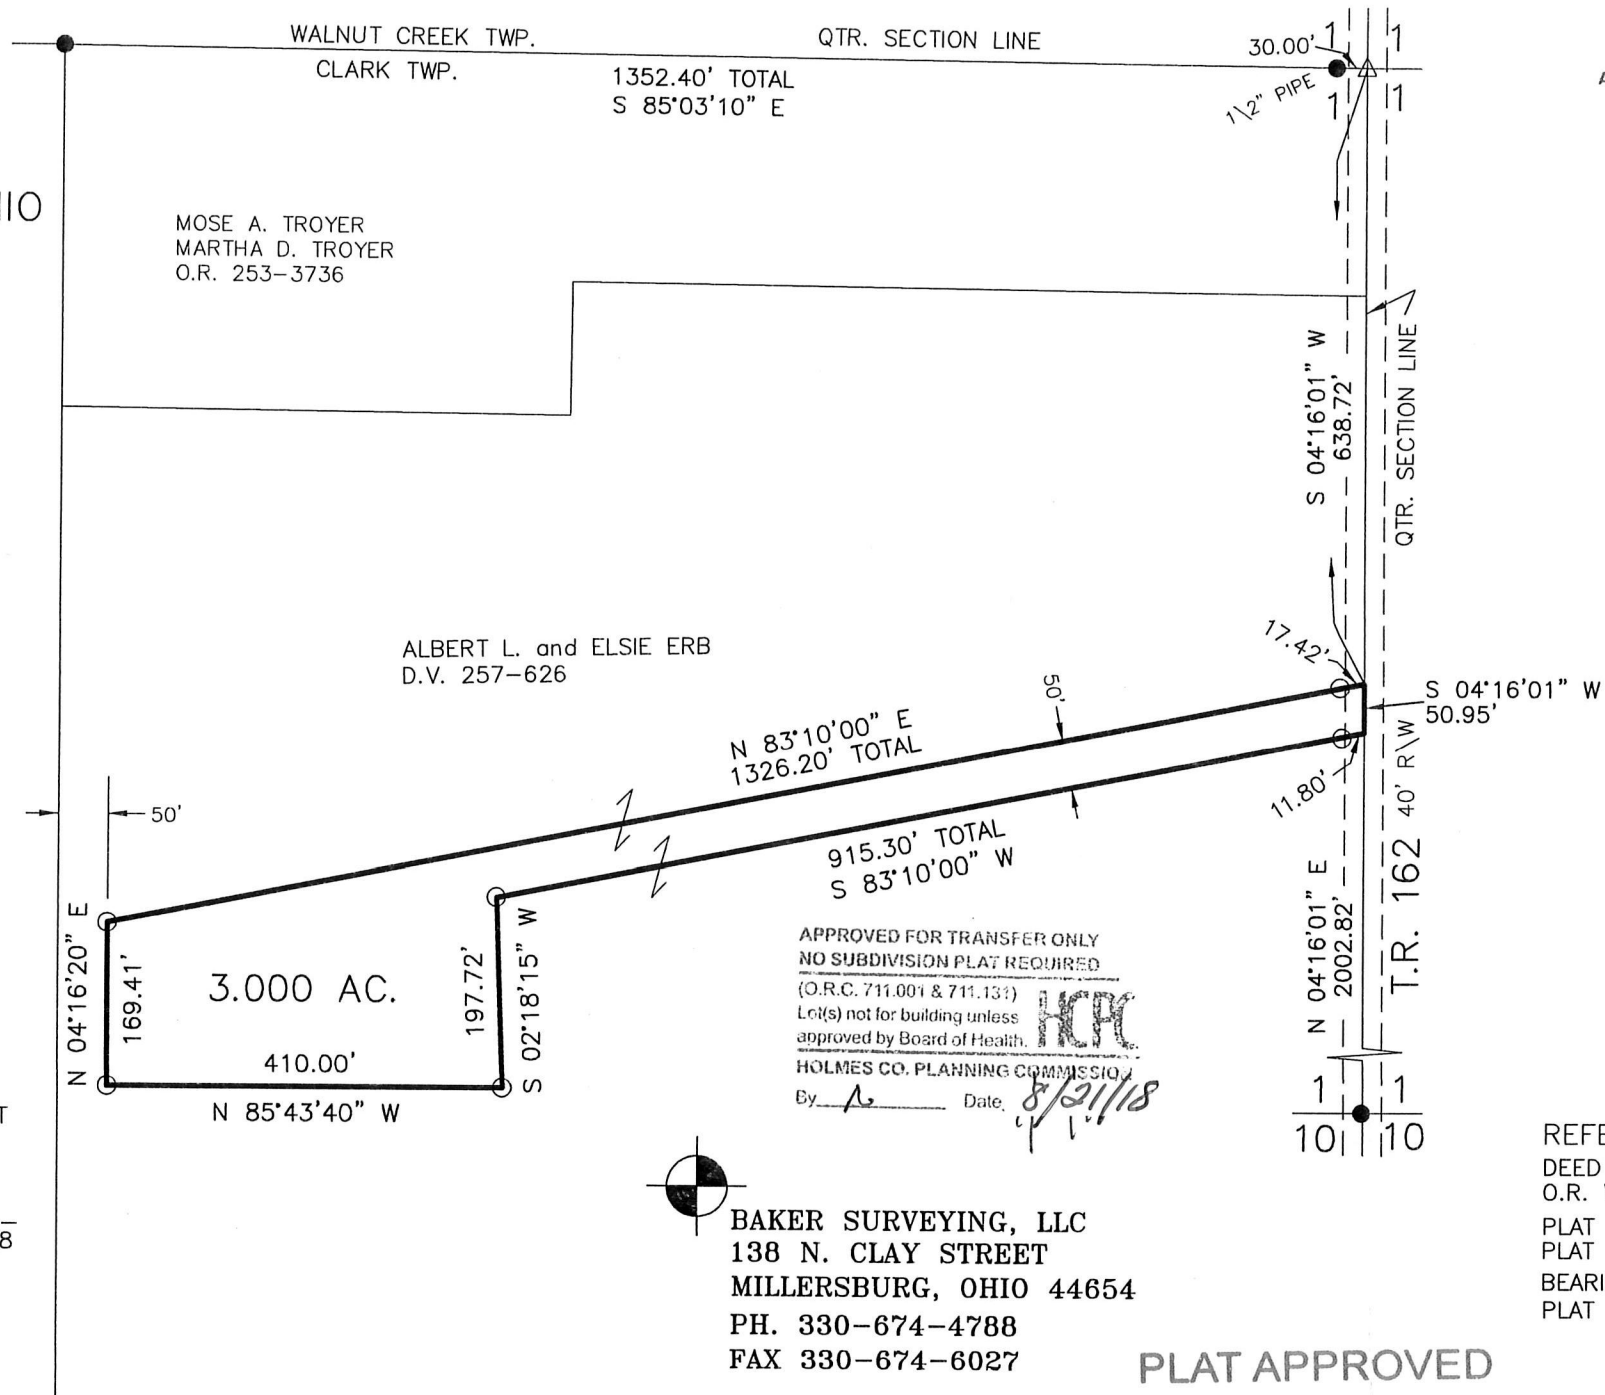 WALNUT CREEK TWP.
QTR. SECTION LINE
CLARK TWP.
1352.40' TOTAL
S 85°03'10" E
30.00'
1 1
1 1
1\2" PIPE
MOSE A. TROYER
MARTHA D. TROYER
O.R. 253-3736
S 04°16'01" W
638.72'
QTR. SECTION LINE
ALBERT L. and ELSIE ERB
D.V. 257-626
17.42'
S 04°16'01" W
50.95'
50'
N 83°10'00" E
1326.20' TOTAL
11.80'
50'
915.30' TOTAL
S 83°10'00" W
T.R. 162 40' R\W
N 04°16'01" E
2002.82'
N 04°16'20" E
169.41'
3.000 AC.
197.72'
S 02°18'15" W
410.00'
N 85°43'40" W
APPROVED FOR TRANSFER ONLY
NO SUBDIVISION PLAT REQUIRED
(O.R.C. 711.001 & 711.131)
Lot(s) not for building unless
approved by Board of Health.
HCPC
HOLMES CO. PLANNING COMMISSION
By Date 8/21/18
1 1
10 10
BAKER SURVEYING, LLC
138 N. CLAY STREET
MILLERSBURG, OHIO 44654
PH. 330-674-4788
FAX 330-674-6027
DEED
O.R.
PLAT
PLAT
PLAT
PLAT APPROVED